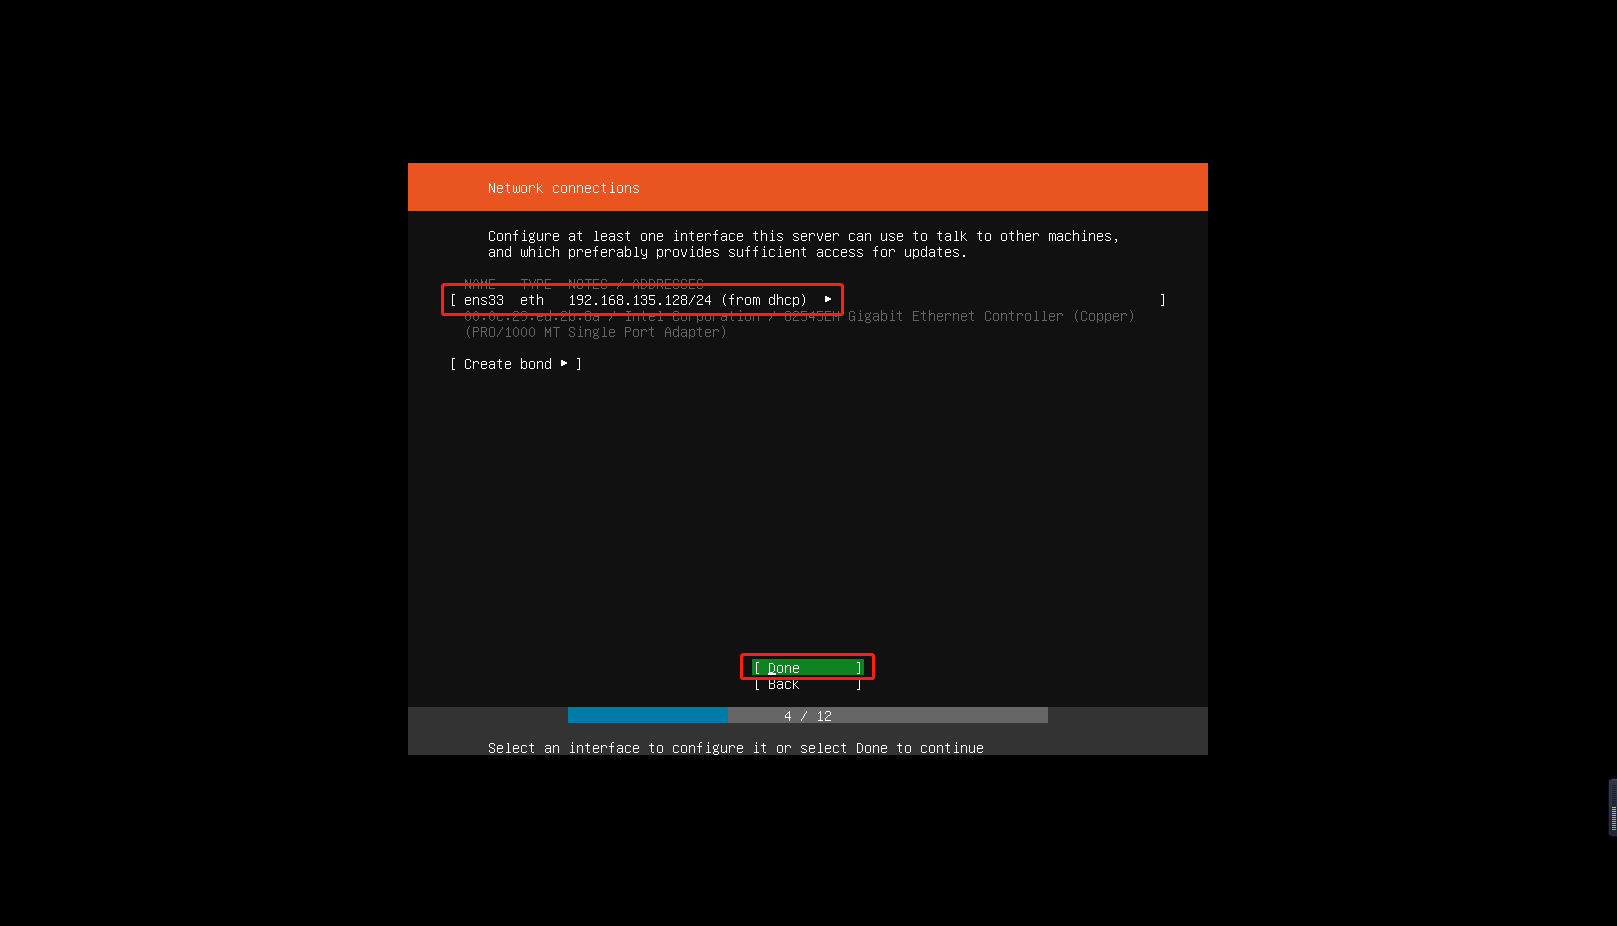 Network connections
Configure at least one interface this server can use to talk to other machines,
and which preferably provides sufficient access for updates.
NAME TYPE NOTES / ADDRESSES
[ ens33 eth 192.168.135.128/24 (from dhcp) ▸ ]
00:0c:29:ed:2b:8a / Intel Corporation / 82545EM Gigabit Ethernet Controller (Copper)
(PRO/1000 MT Single Port Adapter)
[ Create bond ▸ ]
[ Done ]
[ Back ]
4 / 12
Select an interface to configure it or select Done to continue